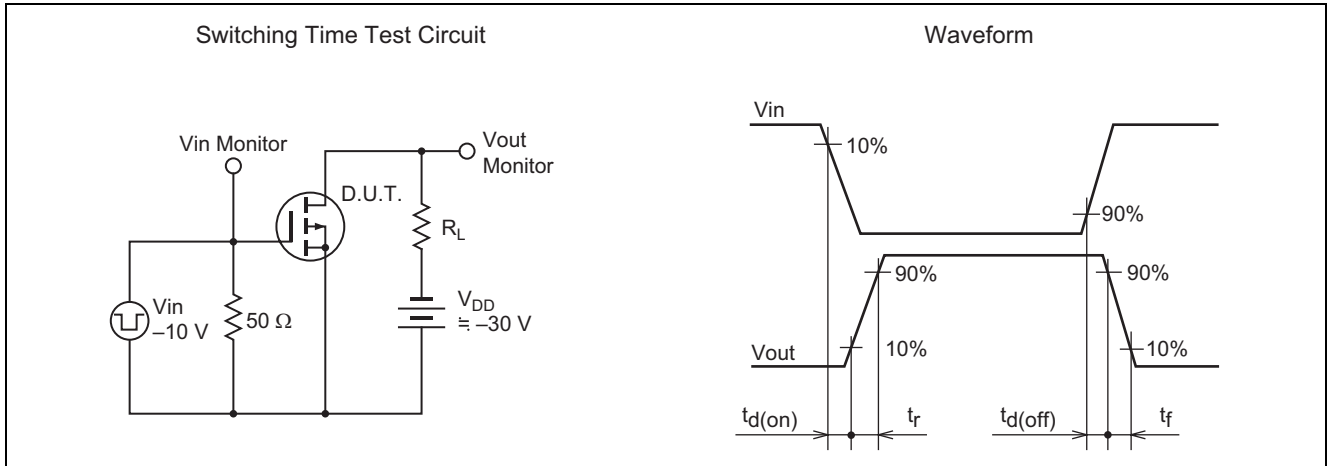 Switching Time Test Circuit
Vin Monitor
Vout
Monitor
D.U.T.
RL
Vin
–10 V
50 Ω
VDD
≒ –30 V
Waveform
Vin
10%
90%
90%
90%
Vout
10%
10%
td(on)
tr
td(off)
tf